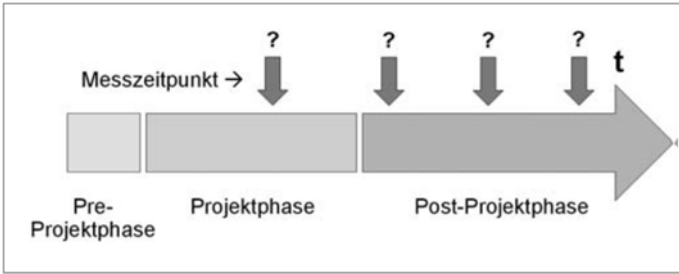 ? ? ? ?
Messzeitpunkt → t
Pre-
Projektphase
Projektphase
Post-Projektphase